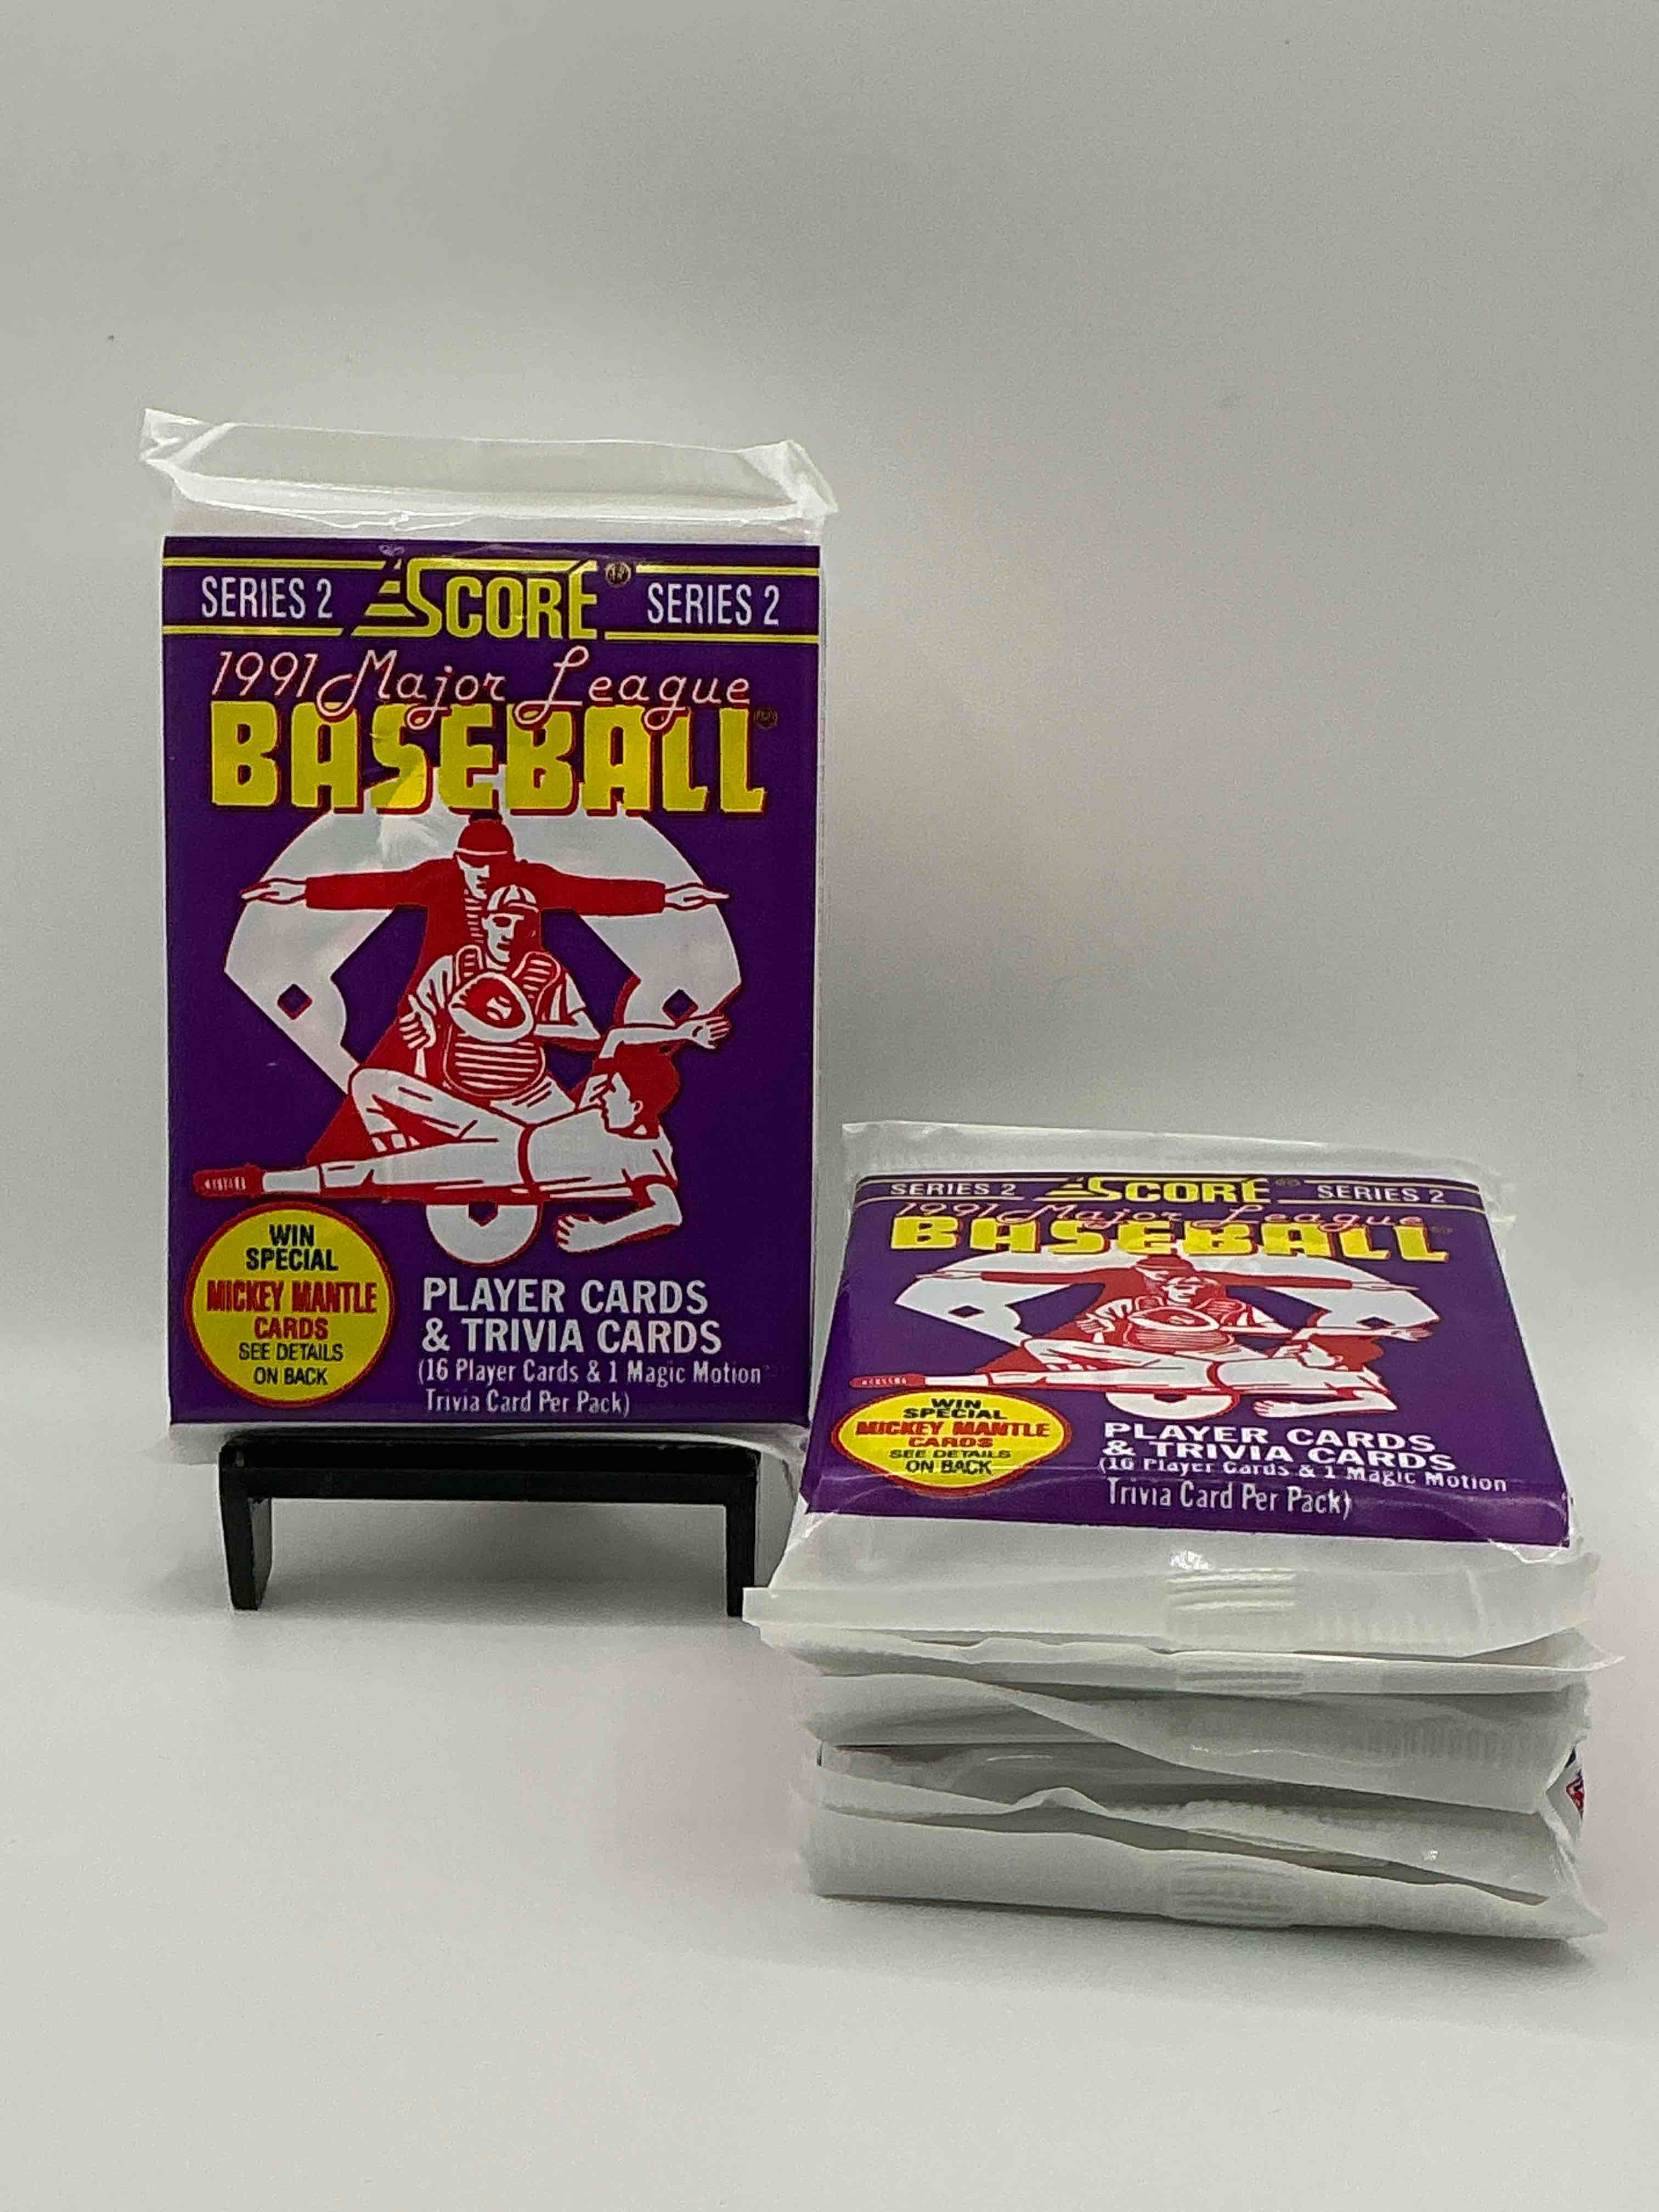 SERIES 2 SCORE® SERIES 2
1991 Major League
BASEBALL®
WIN
SPECIAL
MICKEY MANTLE
CARDS
SEE DETAILS
ON BACK
PLAYER CARDS
& TRIVIA CARDS
(16 Player Cards & 1 Magic Motion
Trivia Card Per Pack)
SERIES 2 SCORE® SERIES 2
1991 Major League
BASEBALL®
WIN
SPECIAL
MICKEY MANTLE
CARDS
SEE DETAILS
ON BACK
PLAYER CARDS
& TRIVIA CARDS
(16 Player Cards & 1 Magic Motion
Trivia Card Per Pack)